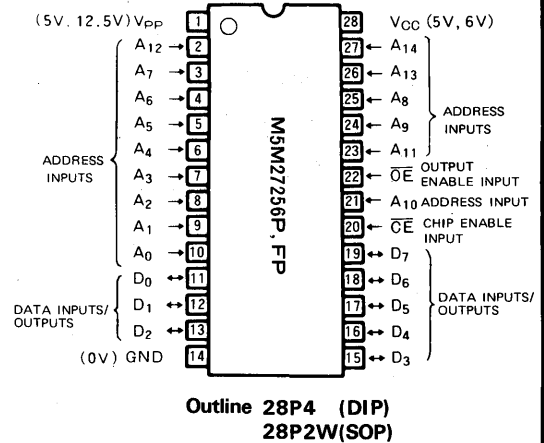 (5V, 12.5V) VPP 1
A12 → 2
A7 → 3
A6 → 4
A5 → 5
A4 → 6
A3 → 7
A2 → 8
A1 → 9
A0 → 10
ADDRESS
INPUTS
D0 ↔ 11
D1 ↔ 12
D2 ↔ 13
DATA INPUTS/
OUTPUTS
(0V) GND 14
M5M27256P, FP
28 VCC (5V, 6V)
27 ← A14
26 ← A13
25 ← A8
24 ← A9
23 ← A11
ADDRESS
INPUTS
22 ← O̅E̅ OUTPUT
ENABLE INPUT
21 ← A10 ADDRESS INPUT
20 ← C̅E̅ CHIP ENABLE
INPUT
19 ↔ D7
18 ↔ D6
17 ↔ D5
16 ↔ D4
15 ↔ D3
DATA INPUTS/
OUTPUTS
Outline 28P4 (DIP)
28P2W(SOP)